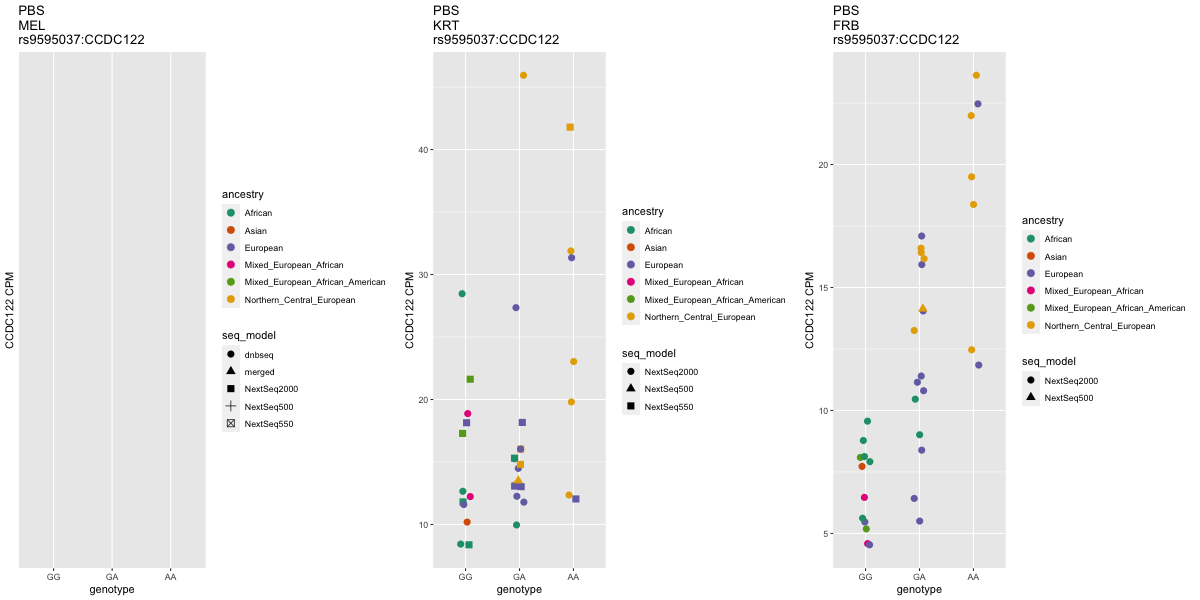 PBS
MEL
rs9595037:CCDC122
CCDC122 CPM
GG
GA
AA
genotype
ancestry
African
Asian
European
Mixed_European_African
Mixed_European_African_American
Northern_Central_European
seq_model
dnbseq
merged
NextSeq2000
NextSeq500
NextSeq550
PBS
KRT
rs9595037:CCDC122
CCDC122 CPM
40
30
20
10
GG
GA
AA
genotype
ancestry
African
Asian
European
Mixed_European_African
Mixed_European_African_American
Northern_Central_European
seq_model
NextSeq2000
NextSeq500
NextSeq550
PBS
FRB
rs9595037:CCDC122
CCDC122 CPM
20
15
10
5
GG
GA
AA
genotype
ancestry
African
Asian
European
Mixed_European_African
Mixed_European_African_American
Northern_Central_European
seq_model
NextSeq2000
NextSeq500